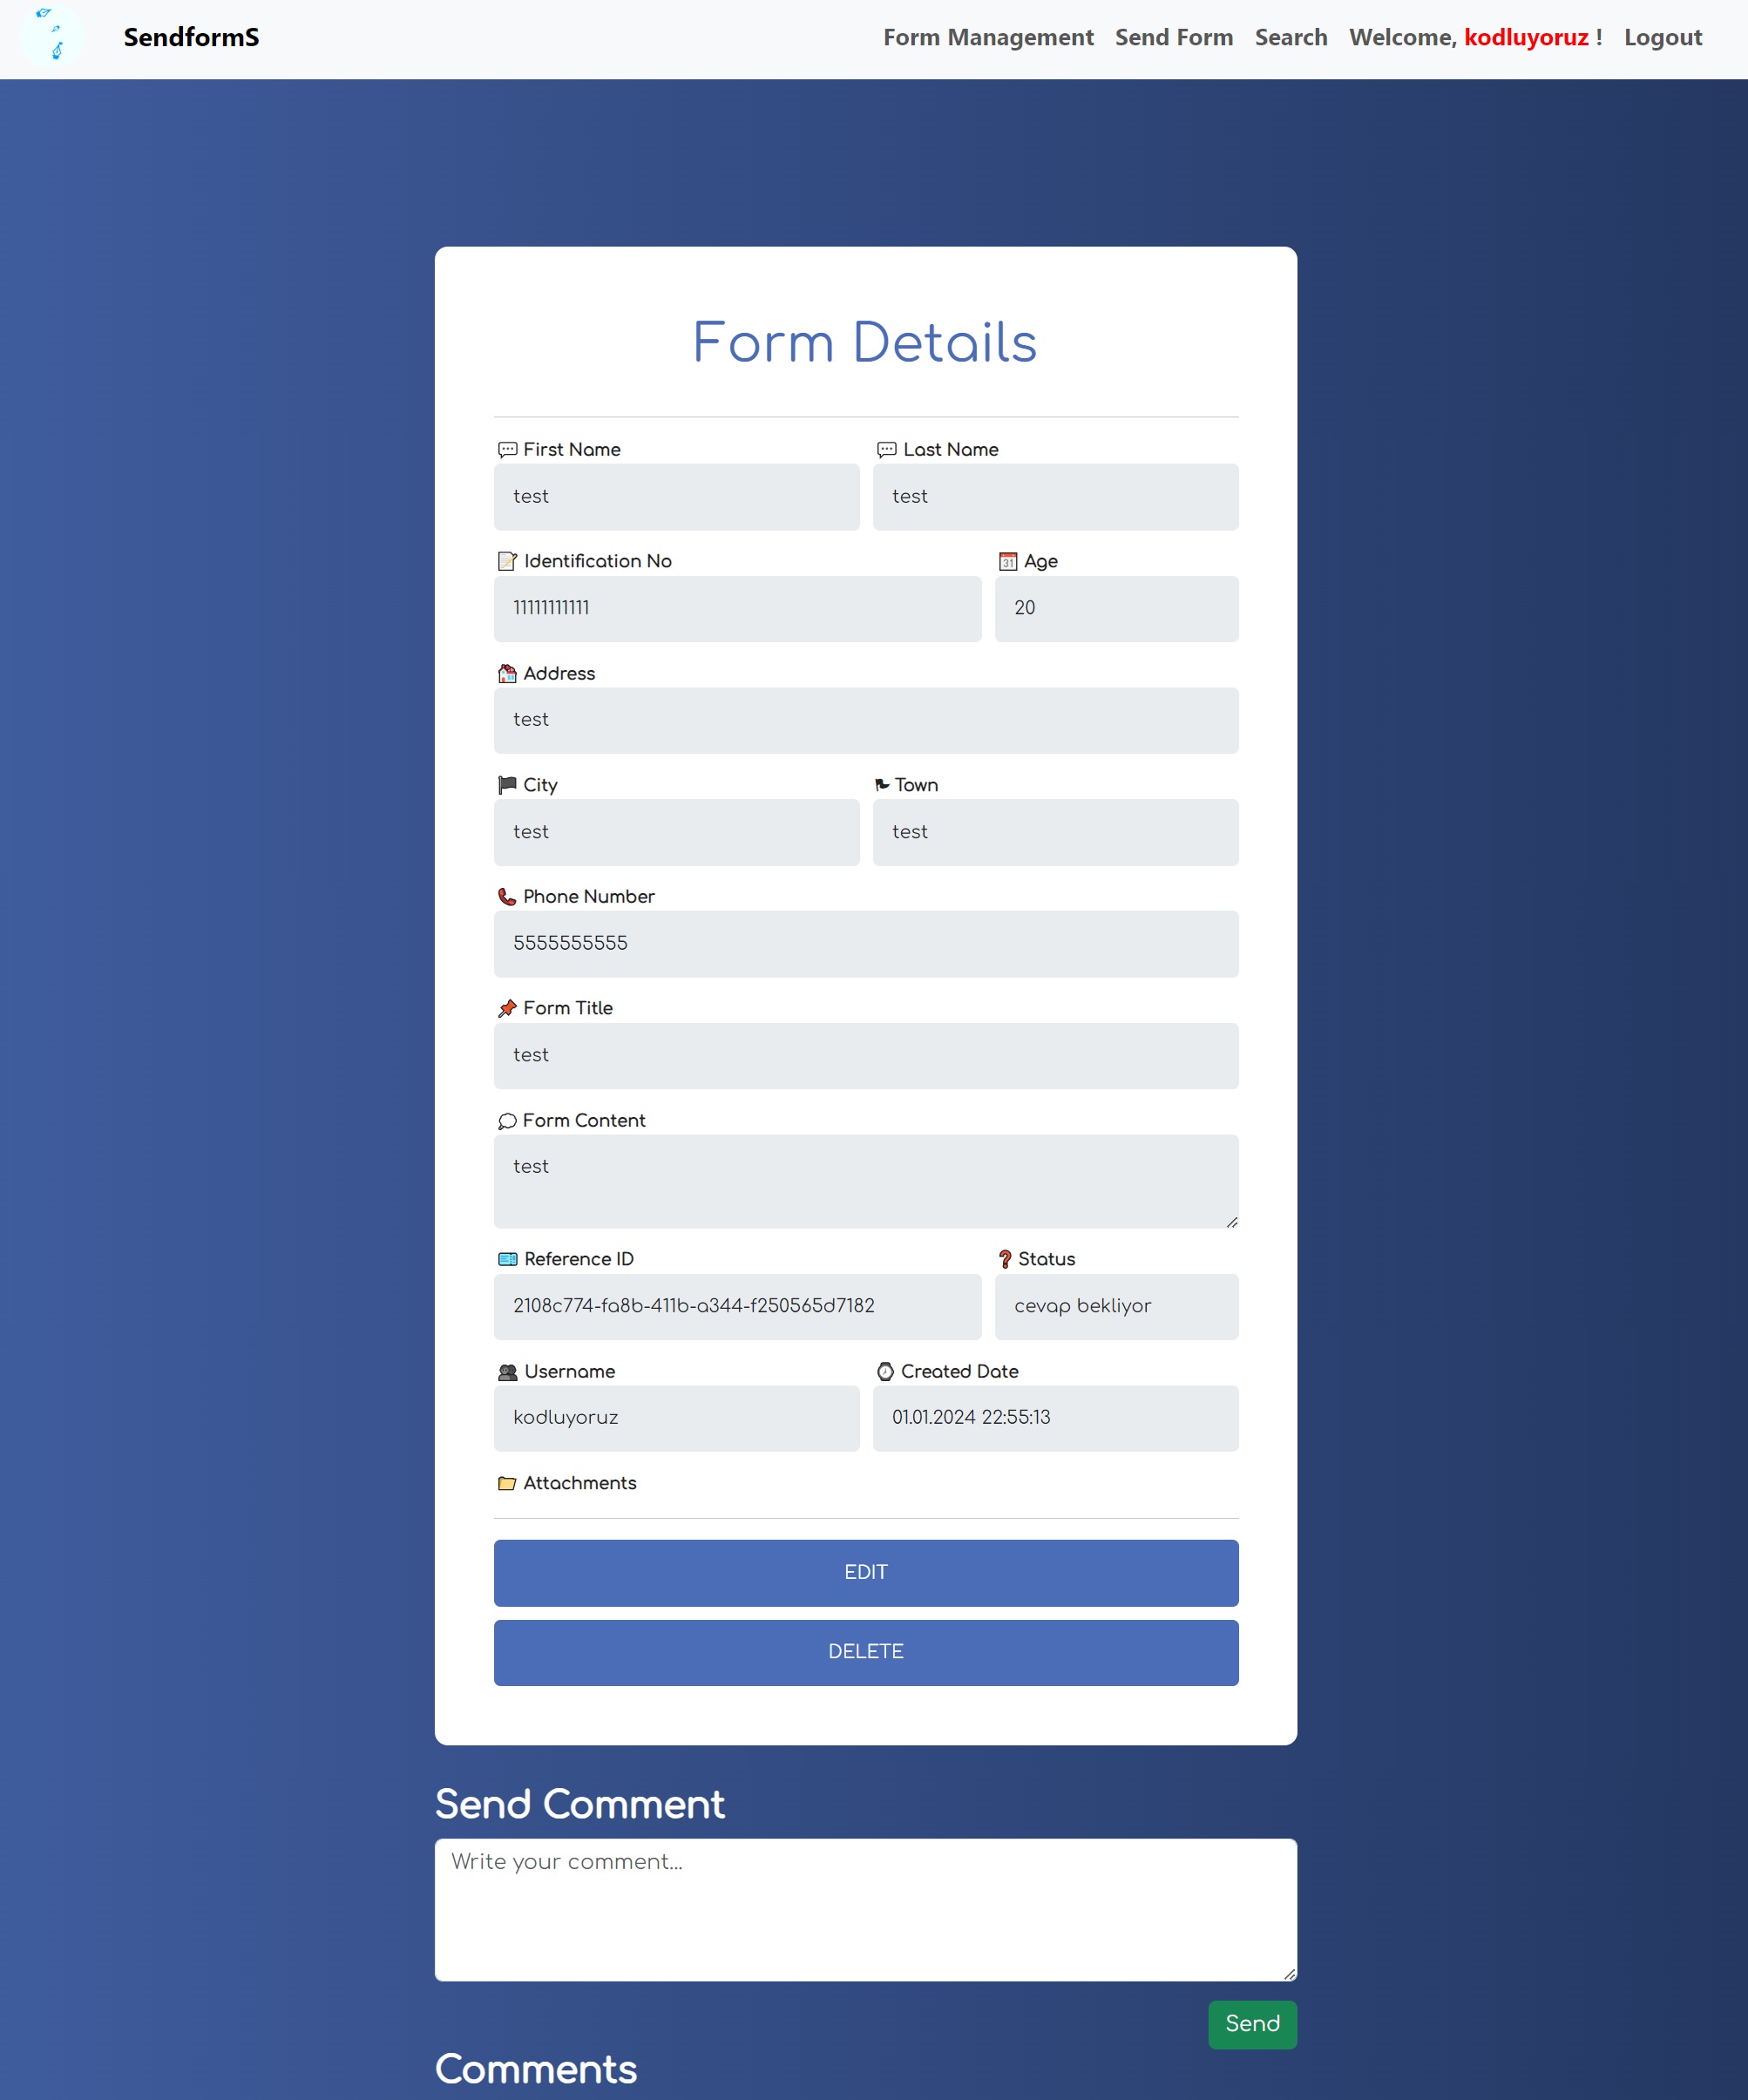 SendformS
Form Management Send Form Search Welcome, kodluyoruz ! Logout
Form Details
First Name
Last Name
test
test
Identification No
Age
11111111111
20
Address
test
City
Town
test
test
Phone Number
5555555555
Form Title
test
Form Content
test
Reference ID
Status
2108c774-fa8b-411b-a344-f250565d7182
cevap bekliyor
Username
Created Date
kodluyoruz
01.01.2024 22:55:13
Attachments
EDIT
DELETE
Send Comment
Write your comment...
Send
Comments